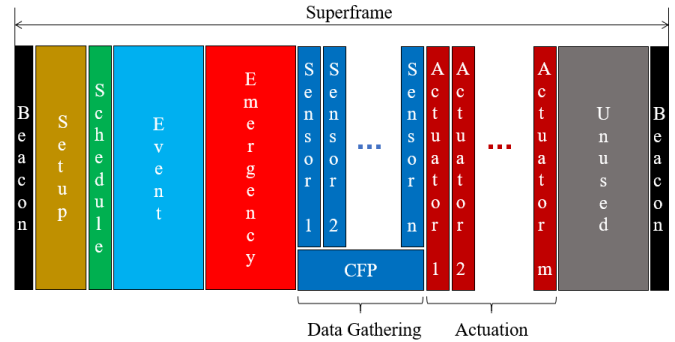 Superframe
Beacon
Setup
Schedule
Event
Emergency
Sensor 1
Sensor 2
...
Sensor n
CFP
Actuator 1
Actuator 2
...
Actuator m
Unused
Beacon
Data Gathering
Actuation